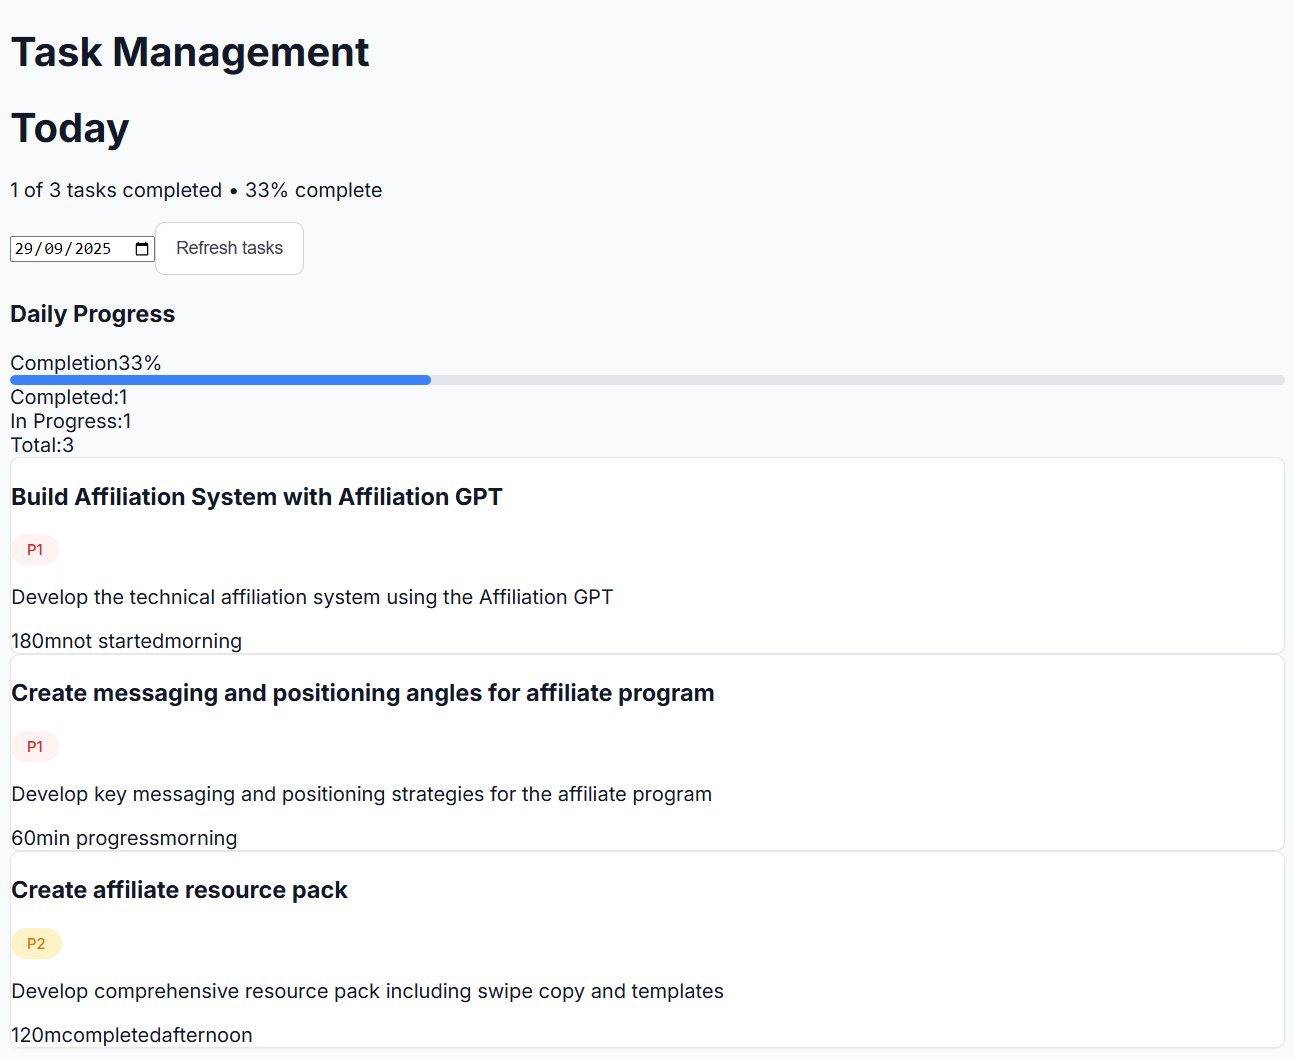 Task Management
Today
1 of 3 tasks completed • 33% complete
29/09/2025 Refresh tasks
Daily Progress
Completion33%
Completed:1
In Progress:1
Total:3
Build Affiliation System with Affiliation GPT
P1
Develop the technical affiliation system using the Affiliation GPT
180mnot startedmorning
Create messaging and positioning angles for affiliate program
P1
Develop key messaging and positioning strategies for the affiliate program
60min progressmorning
Create affiliate resource pack
P2
Develop comprehensive resource pack including swipe copy and templates
120mcompletedafternoon